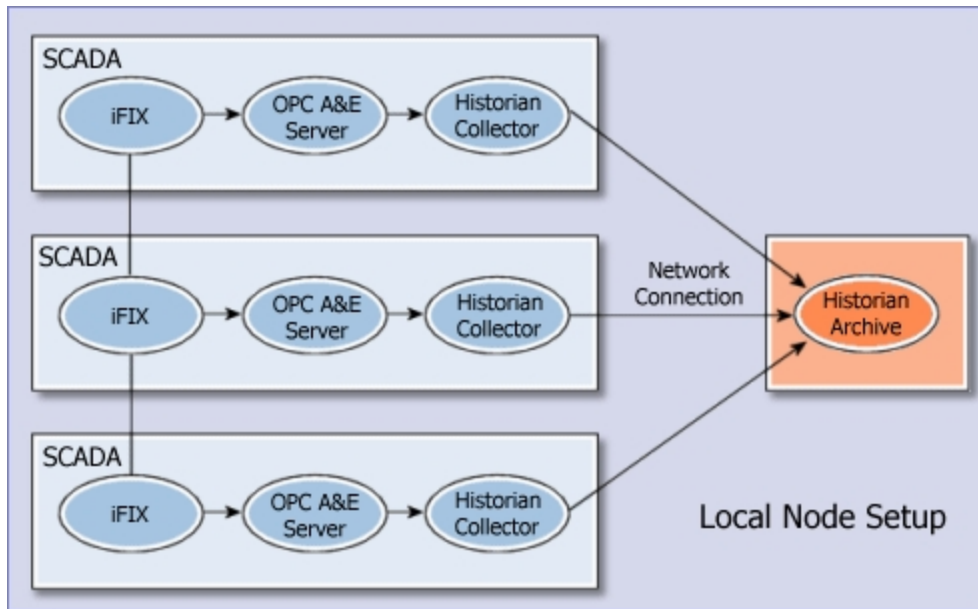 SCADA
iFIX
OPC A&E
Server
Historian
Collector
SCADA
iFIX
OPC A&E
Server
Historian
Collector
Network
Connection
Historian
Archive
SCADA
iFIX
OPC A&E
Server
Historian
Collector
Local Node Setup